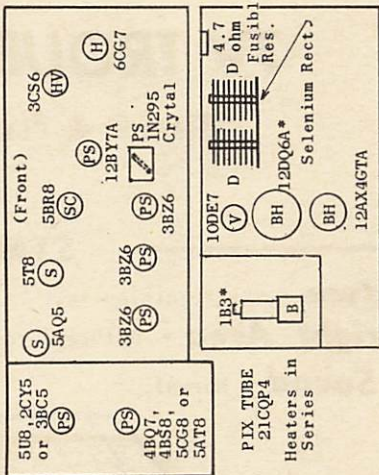 (Front)
3CS6
HV
H
6CG7
5BR8
SC
PS
12BY7A
PS
IN295
Crytal
5T8
S
S
5AQ5
3BZ6
PS
3BZ6
PS
3BZ6
PS
5U8,2CY5
or 3BC5
PS
PS
4BQ7,
4BS8,
5CG8 or
5AT8
4.7
ohm
Fusibl
Res.
D
D
Selenium Rect
10DE7
V
12DQ6A*
BH
BH
12AX4GTA
1B3*
B
PIX TUBE
21CQP4
Heaters in
Series